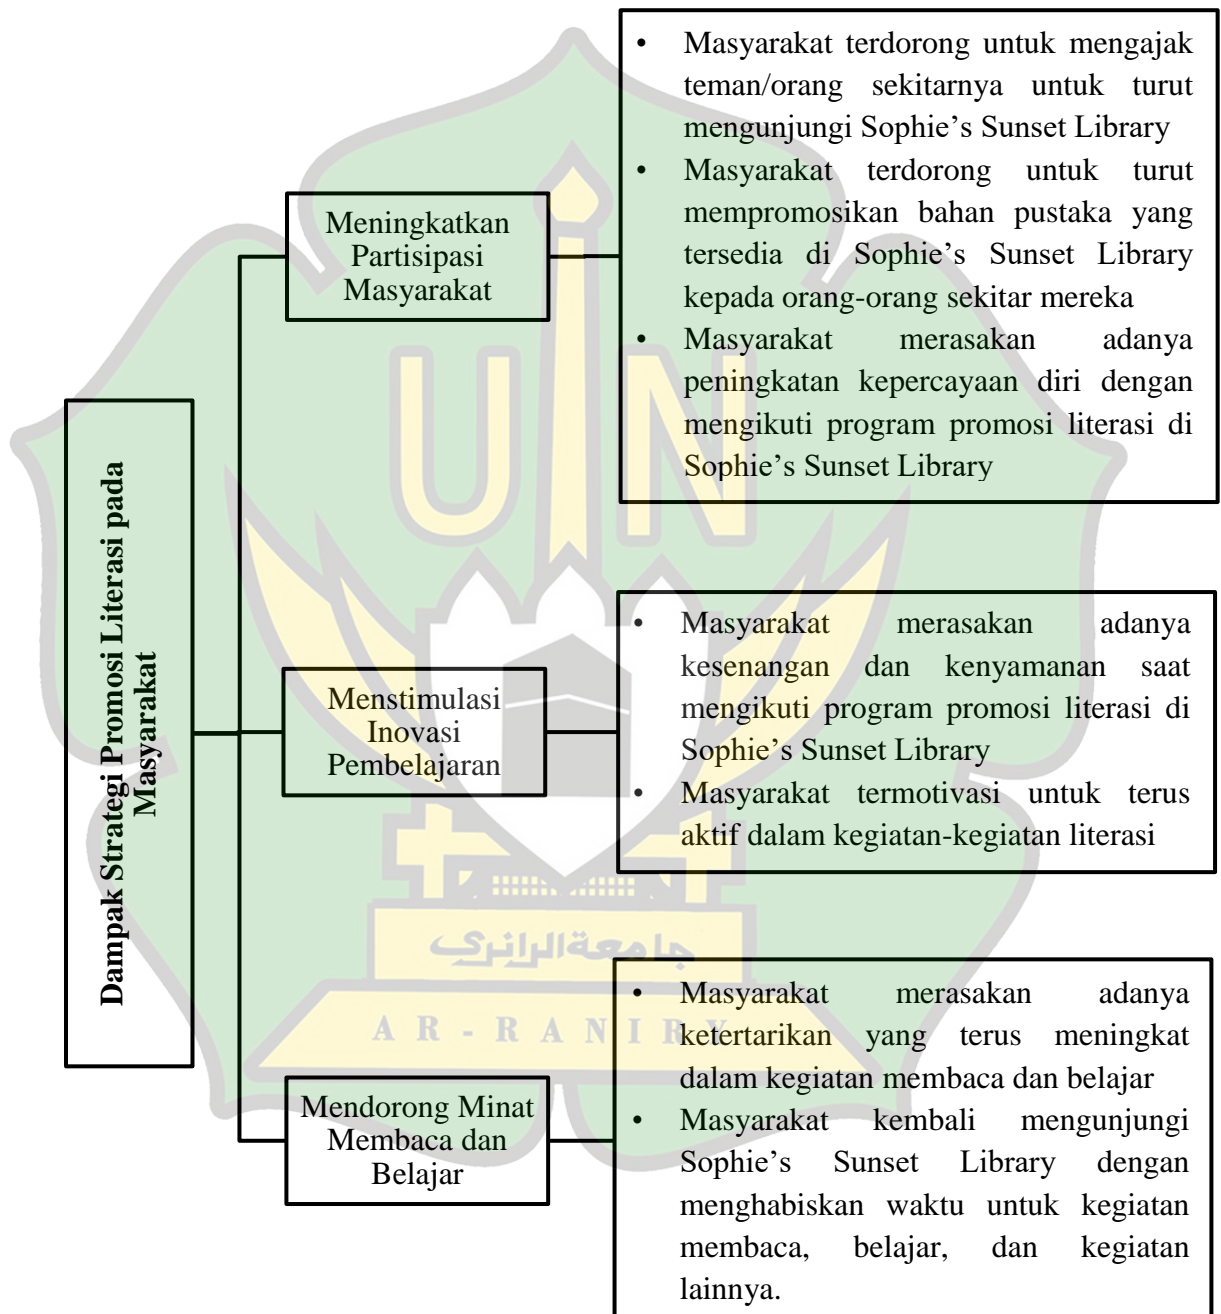 Dampak Strategi Promosi Literasi pada
Masyarakat
Meningkatkan
Partisipasi
Masyarakat
• Masyarakat terdorong untuk mengajak
teman/orang sekitarnya untuk turut
mengunjungi Sophie’s Sunset Library
• Masyarakat terdorong untuk turut
mempromosikan bahan pustaka yang
tersedia di Sophie’s Sunset Library
kepada orang-orang sekitar mereka
• Masyarakat merasakan adanya
peningkatan kepercayaan diri dengan
mengikuti program promosi literasi di
Sophie’s Sunset Library
Menstimulasi
Inovasi
Pembelajaran
• Masyarakat merasakan adanya
kesenangan dan kenyamanan saat
mengikuti program promosi literasi di
Sophie’s Sunset Library
• Masyarakat termotivasi untuk terus
aktif dalam kegiatan-kegiatan literasi
Mendorong Minat
Membaca dan
Belajar
• Masyarakat merasakan adanya
ketertarikan yang terus meningkat
dalam kegiatan membaca dan belajar
• Masyarakat kembali mengunjungi
Sophie’s Sunset Library dengan
menghabiskan waktu untuk kegiatan
membaca, belajar, dan kegiatan
lainnya.
UIN
جامعة الرانري
AR-RANIRY